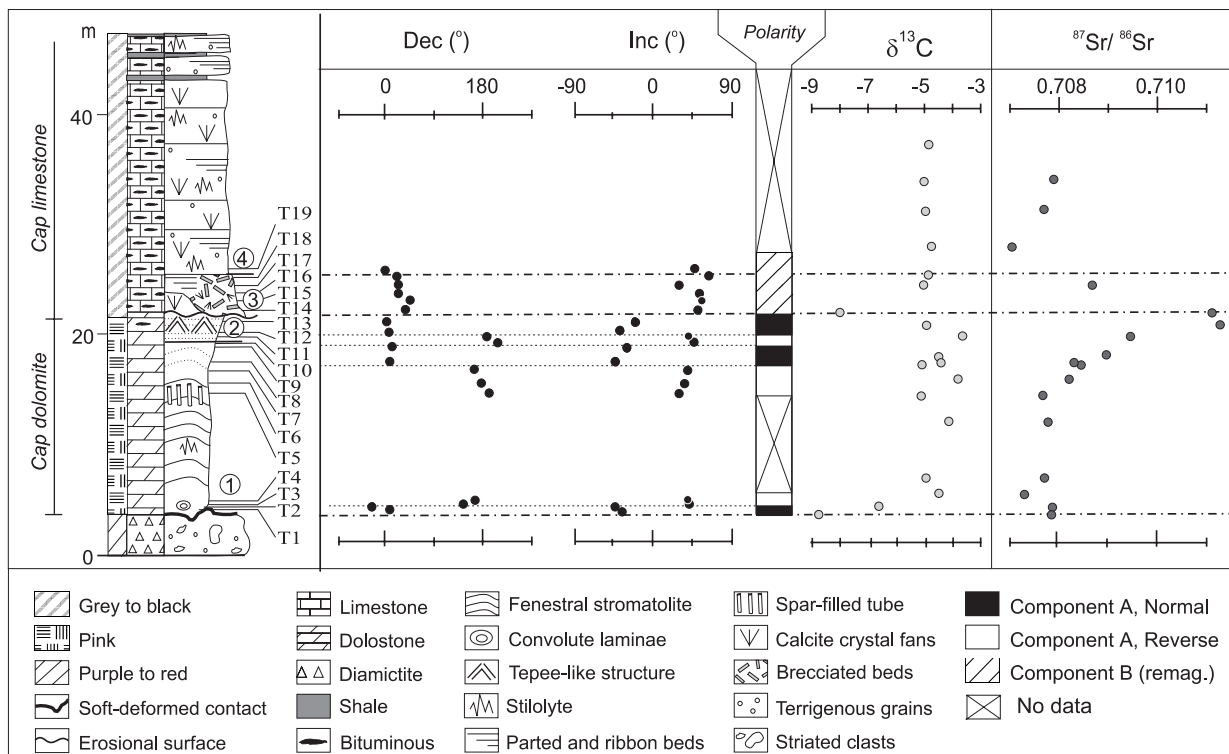 m
Dec (°)
Inc (°)
Polarity
δ13C
87Sr/ 86Sr
0
180
-90
0
90
-9
-7
-5
-3
0.708
0.710
40
20
0
Cap limestone
Cap dolomite
④
③
②
①
T19
T18
T17
T16
T15
T14
T13
T12
T11
T10
T9
T8
T7
T6
T5
T4
T3
T2
T1
Grey to black
Pink
Purple to red
Soft-deformed contact
Erosional surface
Limestone
Dolostone
Diamictite
Shale
Bituminous
Fenestral stromatolite
Convolute laminae
Tepee-like structure
Stilolyte
Parted and ribbon beds
Spar-filled tube
Calcite crystal fans
Brecciated beds
Terrigenous grains
Striated clasts
Component A, Normal
Component A, Reverse
Component B (remag.)
No data